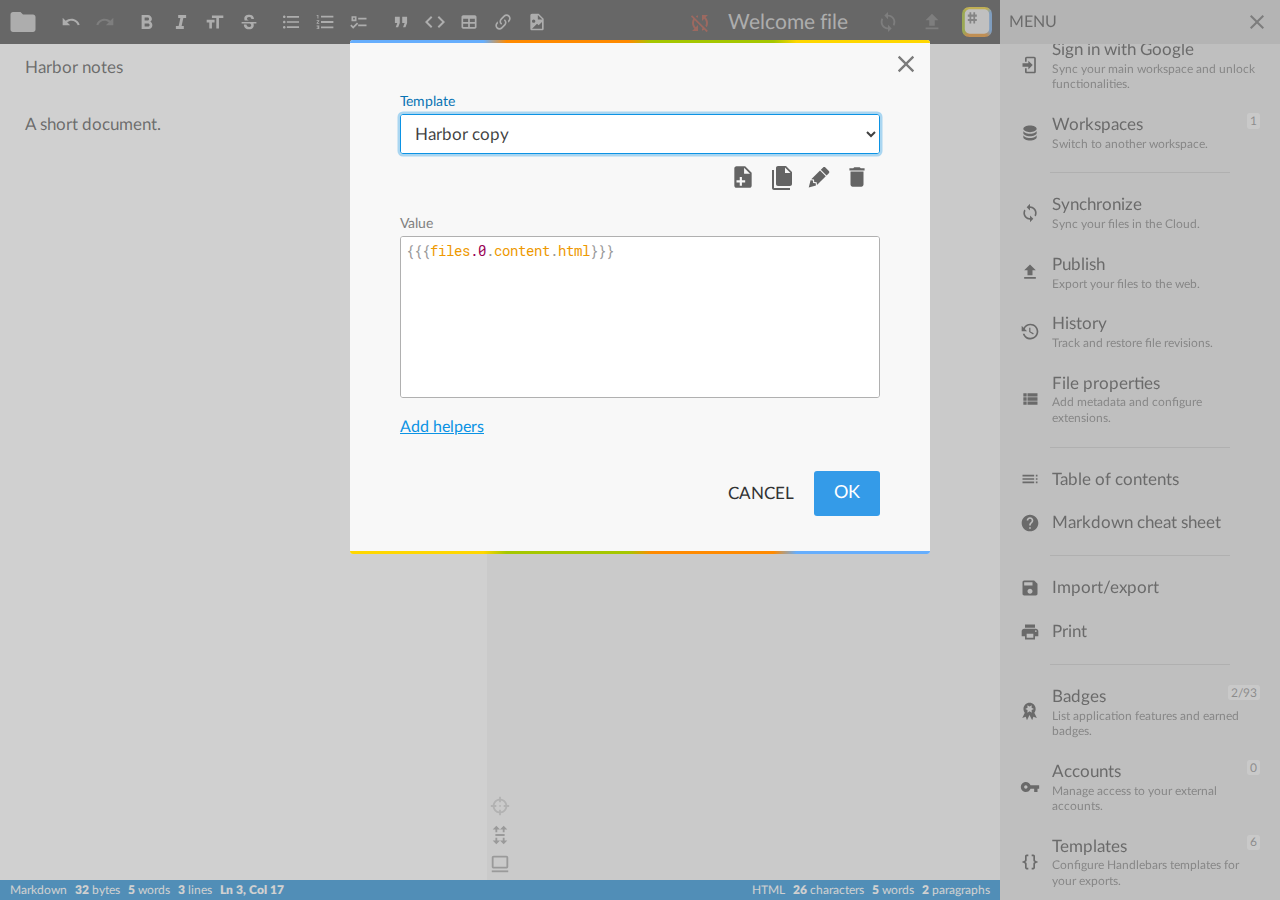 Welcome file
MENU
Harbor notes
A short document.
Template
Harbor copy
Value
{{{files.0.content.html}}}
Add helpers
CANCEL
OK
Sign in with Google
Sync your main workspace and unlock
functionalities.
Workspaces
1
Switch to another workspace.
Synchronize
Sync your files in the Cloud.
Publish
Export your files to the web.
History
Track and restore file revisions.
File properties
Add metadata and configure
extensions.
Table of contents
Markdown cheat sheet
Import/export
Print
Badges
2/93
List application features and earned
badges.
Accounts
0
Manage access to your external
accounts.
Templates
6
Configure Handlebars templates for
your exports.
Markdown 32 bytes 5 words 3 lines Ln 3, Col 17
HTML 26 characters 5 words 2 paragraphs